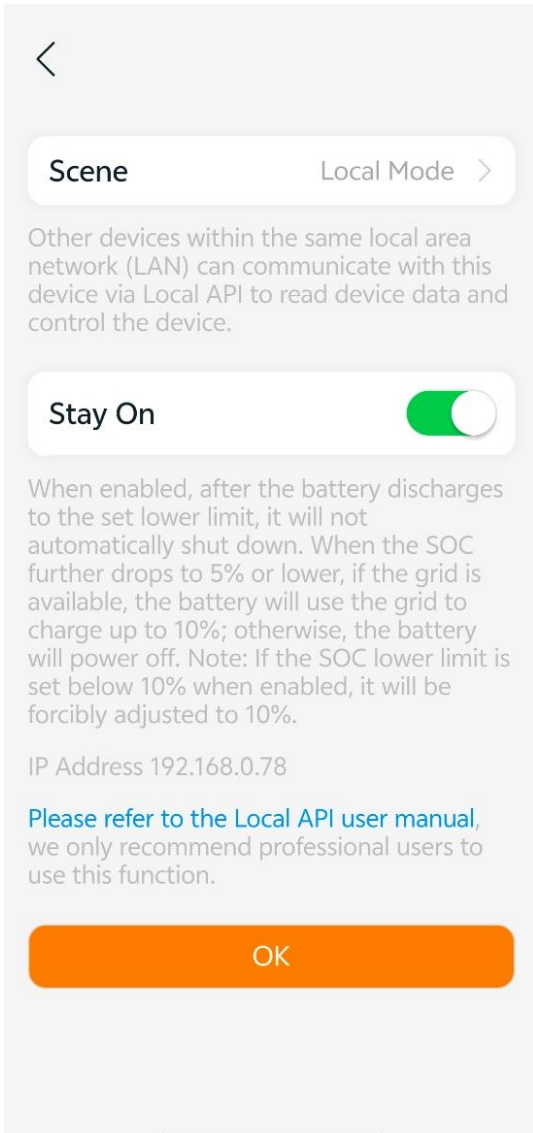 Scene
Local Mode
Other devices within the same local area
network (LAN) can communicate with this
device via Local API to read device data and
control the device.
Stay On
When enabled, after the battery discharges
to the set lower limit, it will not
automatically shut down. When the SOC
further drops to 5% or lower, if the grid is
available, the battery will use the grid to
charge up to 10%; otherwise, the battery
will power off. Note: If the SOC lower limit is
set below 10% when enabled, it will be
forcibly adjusted to 10%.
IP Address 192.168.0.78
Please refer to the Local API user manual,
we only recommend professional users to
use this function.
OK